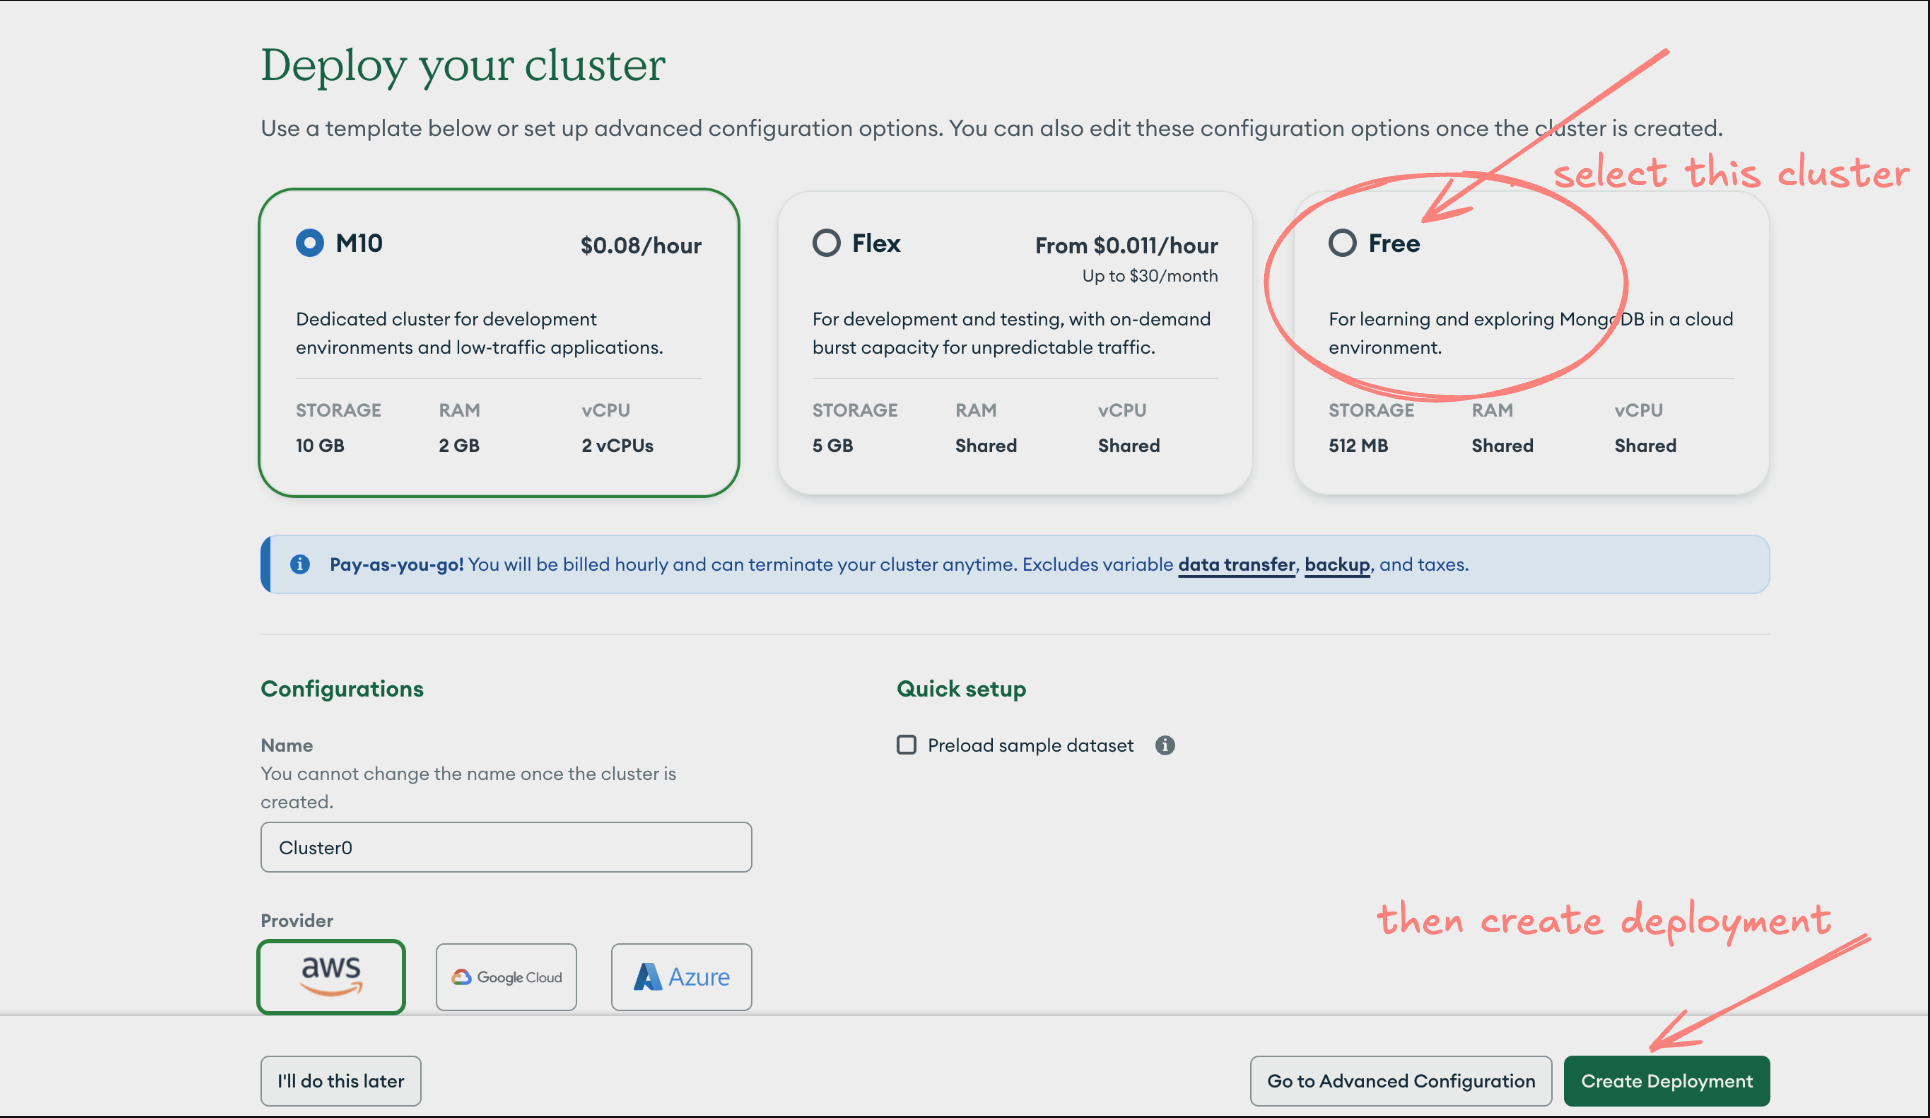 Deploy your cluster
Use a template below or set up advanced configuration options. You can also edit these configuration options once the cluster is created.
select this cluster
M10
$0.08/hour
Dedicated cluster for development
environments and low-traffic applications.
STORAGE RAM vCPU
10 GB 2 GB 2 vCPUs
Flex
From $0.011/hour
Up to $30/month
For development and testing, with on-demand
burst capacity for unpredictable traffic.
STORAGE RAM vCPU
5 GB Shared Shared
Free
For learning and exploring MongoDB in a cloud
environment.
STORAGE RAM vCPU
512 MB Shared Shared
Pay-as-you-go! You will be billed hourly and can terminate your cluster anytime. Excludes variable data transfer, backup, and taxes.
Configurations
Name
You cannot change the name once the cluster is
created.
Cluster0
Provider
aws
Google Cloud
Azure
Quick setup
Preload sample dataset
then create deployment
I'll do this later
Go to Advanced Configuration
Create Deployment